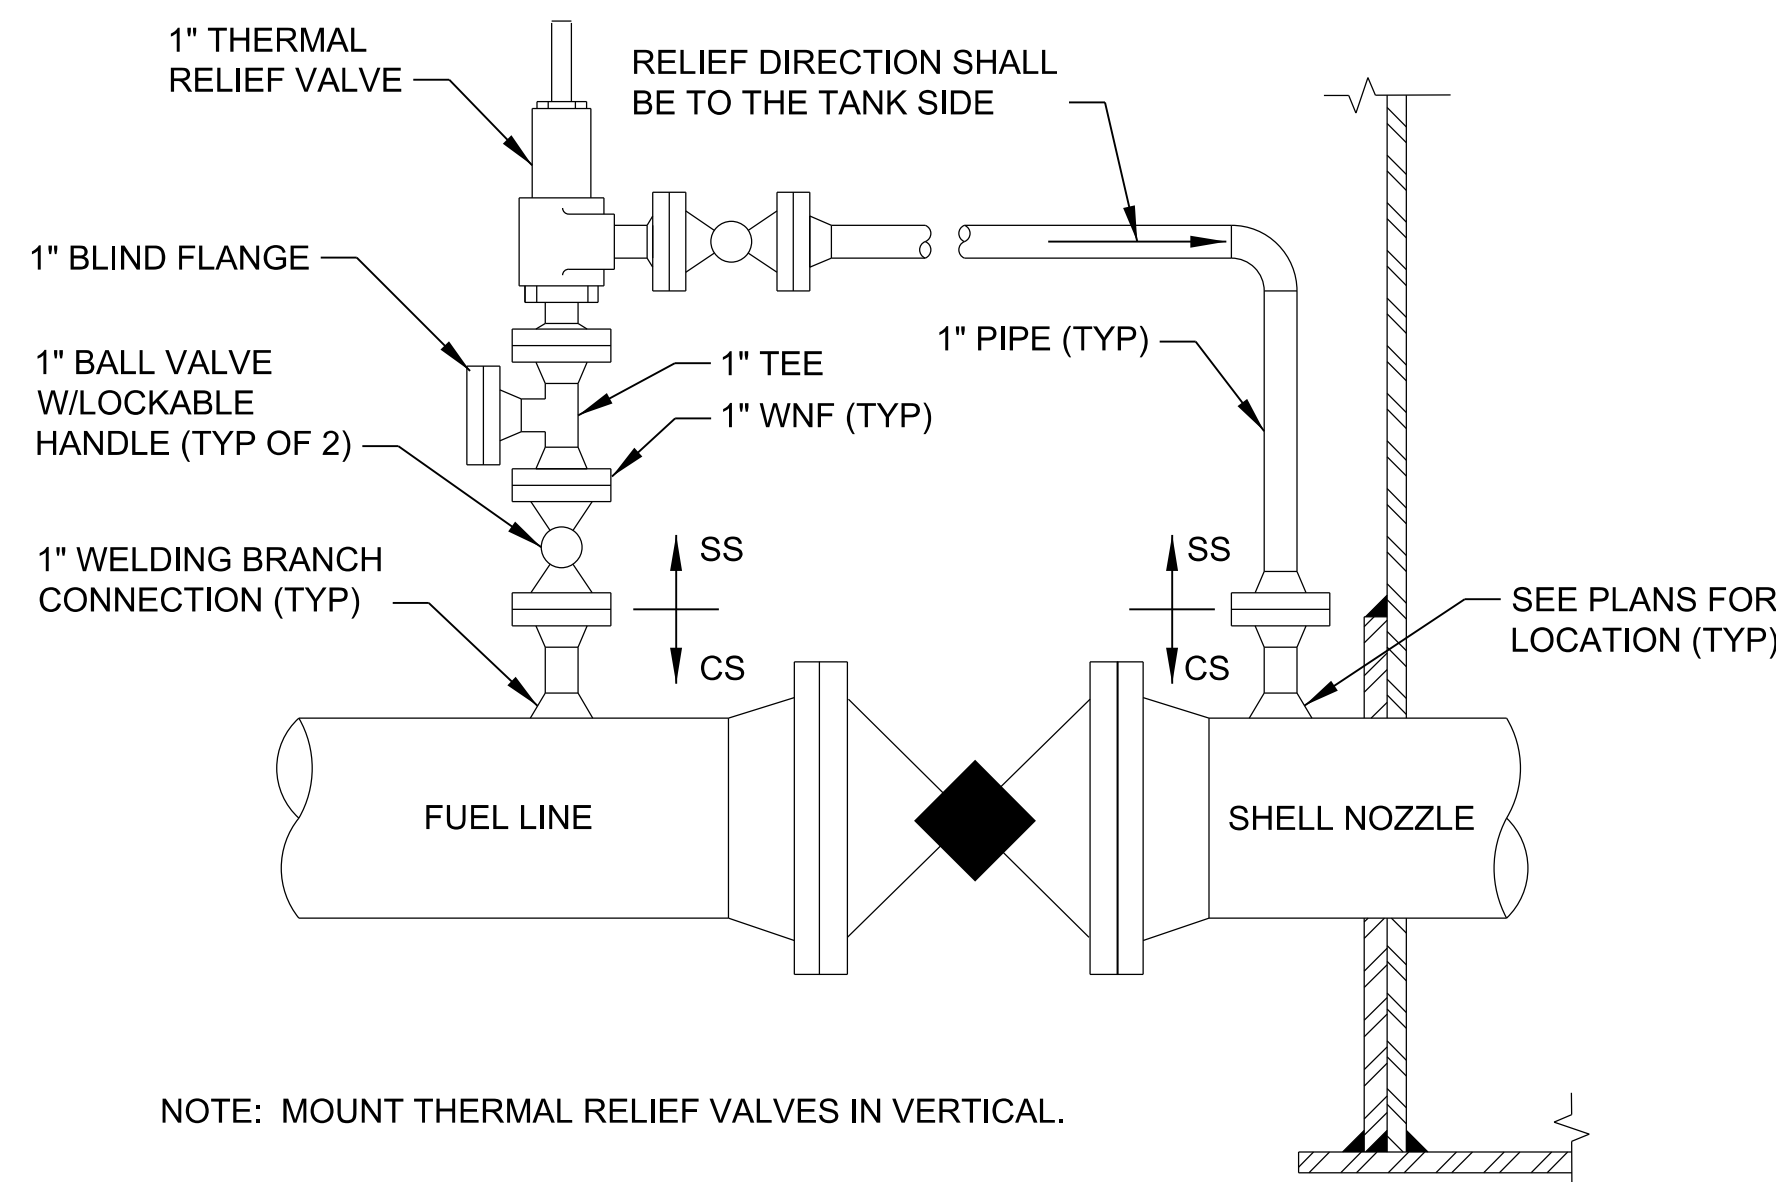 1" THERMAL
RELIEF VALVE
RELIEF DIRECTION SHALL
BE TO THE TANK SIDE
1" BLIND FLANGE
1" BALL VALVE
W/LOCKABLE
HANDLE (TYP OF 2)
1" TEE
1" WNF (TYP)
1" PIPE (TYP)
1" WELDING BRANCH
CONNECTION (TYP)
SS
CS
SS
CS
SEE PLANS FOR
LOCATION (TYP)
FUEL LINE
SHELL NOZZLE
NOTE: MOUNT THERMAL RELIEF VALVES IN VERTICAL.